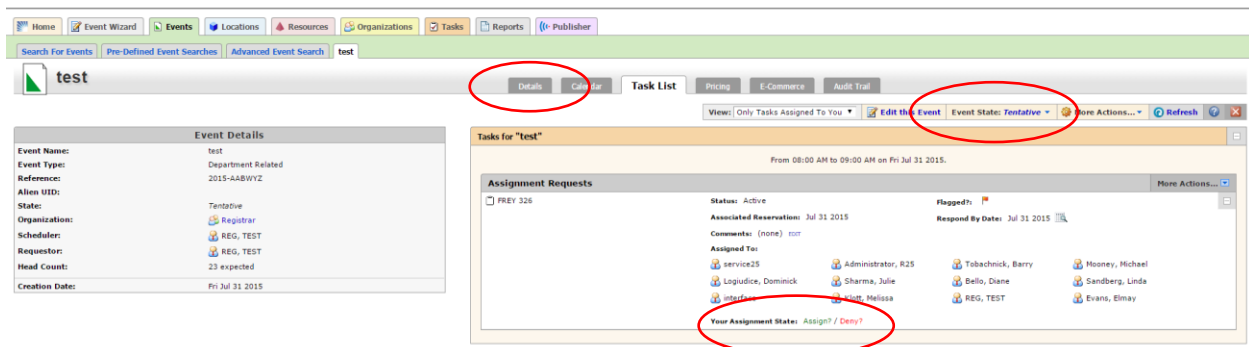 Home Event Wizard Events Locations Resources Organizations Tasks Reports Publisher
Search For Events Pre-Defined Event Searches Advanced Event Search test
test
Details Calendar Task List Pricing E-Commerce Audit Trail
View: Only Tasks Assigned To You Edit this Event Event State: Tentative More Actions... Refresh
Event Details
Event Name: test
Event Type: Department Related
Reference: 2015-AABWYZ
Alien UID:
State: Tentative
Organization: Registrar
Scheduler: REG, TEST
Requestor: REG, TEST
Head Count: 23 expected
Creation Date: Fri Jul 31 2015
Tasks for "test"
From 08:00 AM to 09:00 AM on Fri Jul 31 2015.
Assignment Requests More Actions...
FREY 326 Status: Active Flagged?:
Associated Reservation: Jul 31 2015 Respond By Date: Jul 31 2015
Comments: (none) EDIT
Assigned To:
service25 Administrator, R25 Tobachnick, Barry Mooney, Michael
Logiudice, Dominick Sharma, Julie Bello, Diane Sandberg, Linda
interface Klott, Melissa REG, TEST Evans, Elmay
Your Assignment State: Assign? / Deny?